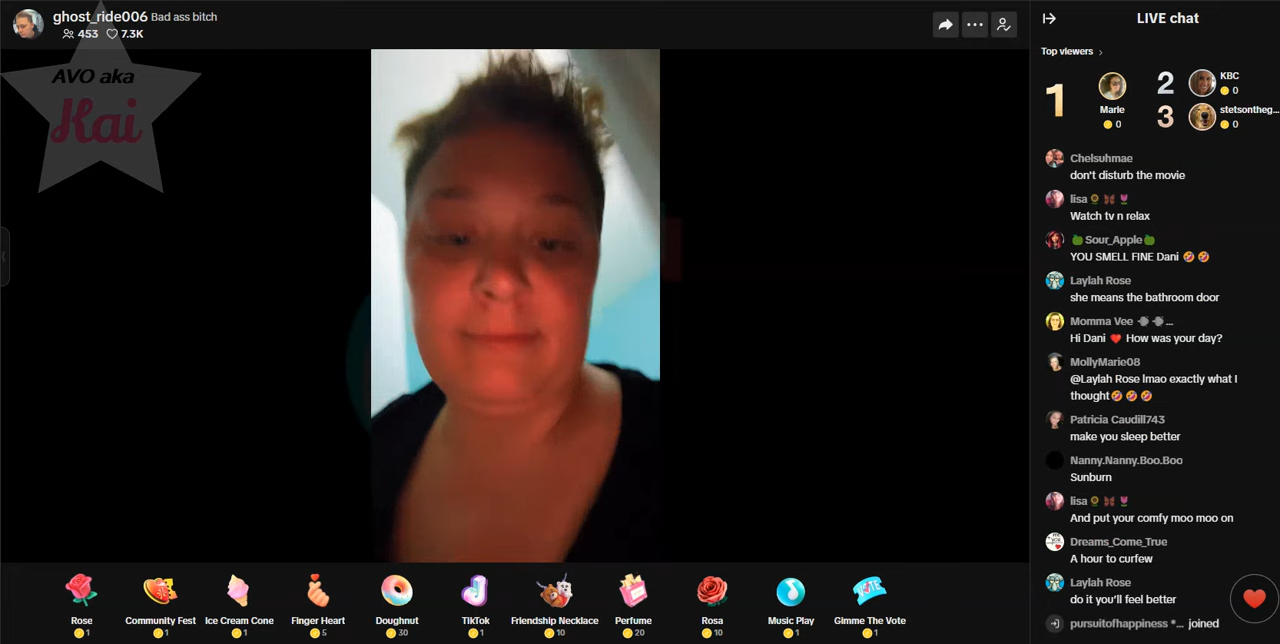 ghost_ride006 Bad ass bitch
453 7.3K
AVO aka
Kai
LIVE chat
Top viewers
1
Marie
0
2
KBC
0
3
stetsontheg...
0
Chelsuhmae
don't disturb the movie
lisa
Watch tv n relax
Sour_Apple
YOU SMELL FINE Dani
Laylah Rose
she means the bathroom door
Momma Vee ...
Hi Dani How was your day?
MollyMarie08
@Laylah Rose lmao exactly what I
thought
Patricia Caudill743
make you sleep better
Nanny.Nanny.Boo.Boo
Sunburn
lisa
And put your comfy moo moo on
Dreams_Come_True
A hour to curfew
Laylah Rose
do it you'll feel better
pursuitofhappiness *... joined
Rose Community Fest Ice Cream Cone Finger Heart Doughnut TikTok Friendship Necklace Perfume Rosa Music Play Gimme The Vote
1 1 1 5 30 1 10 20 10 1 1